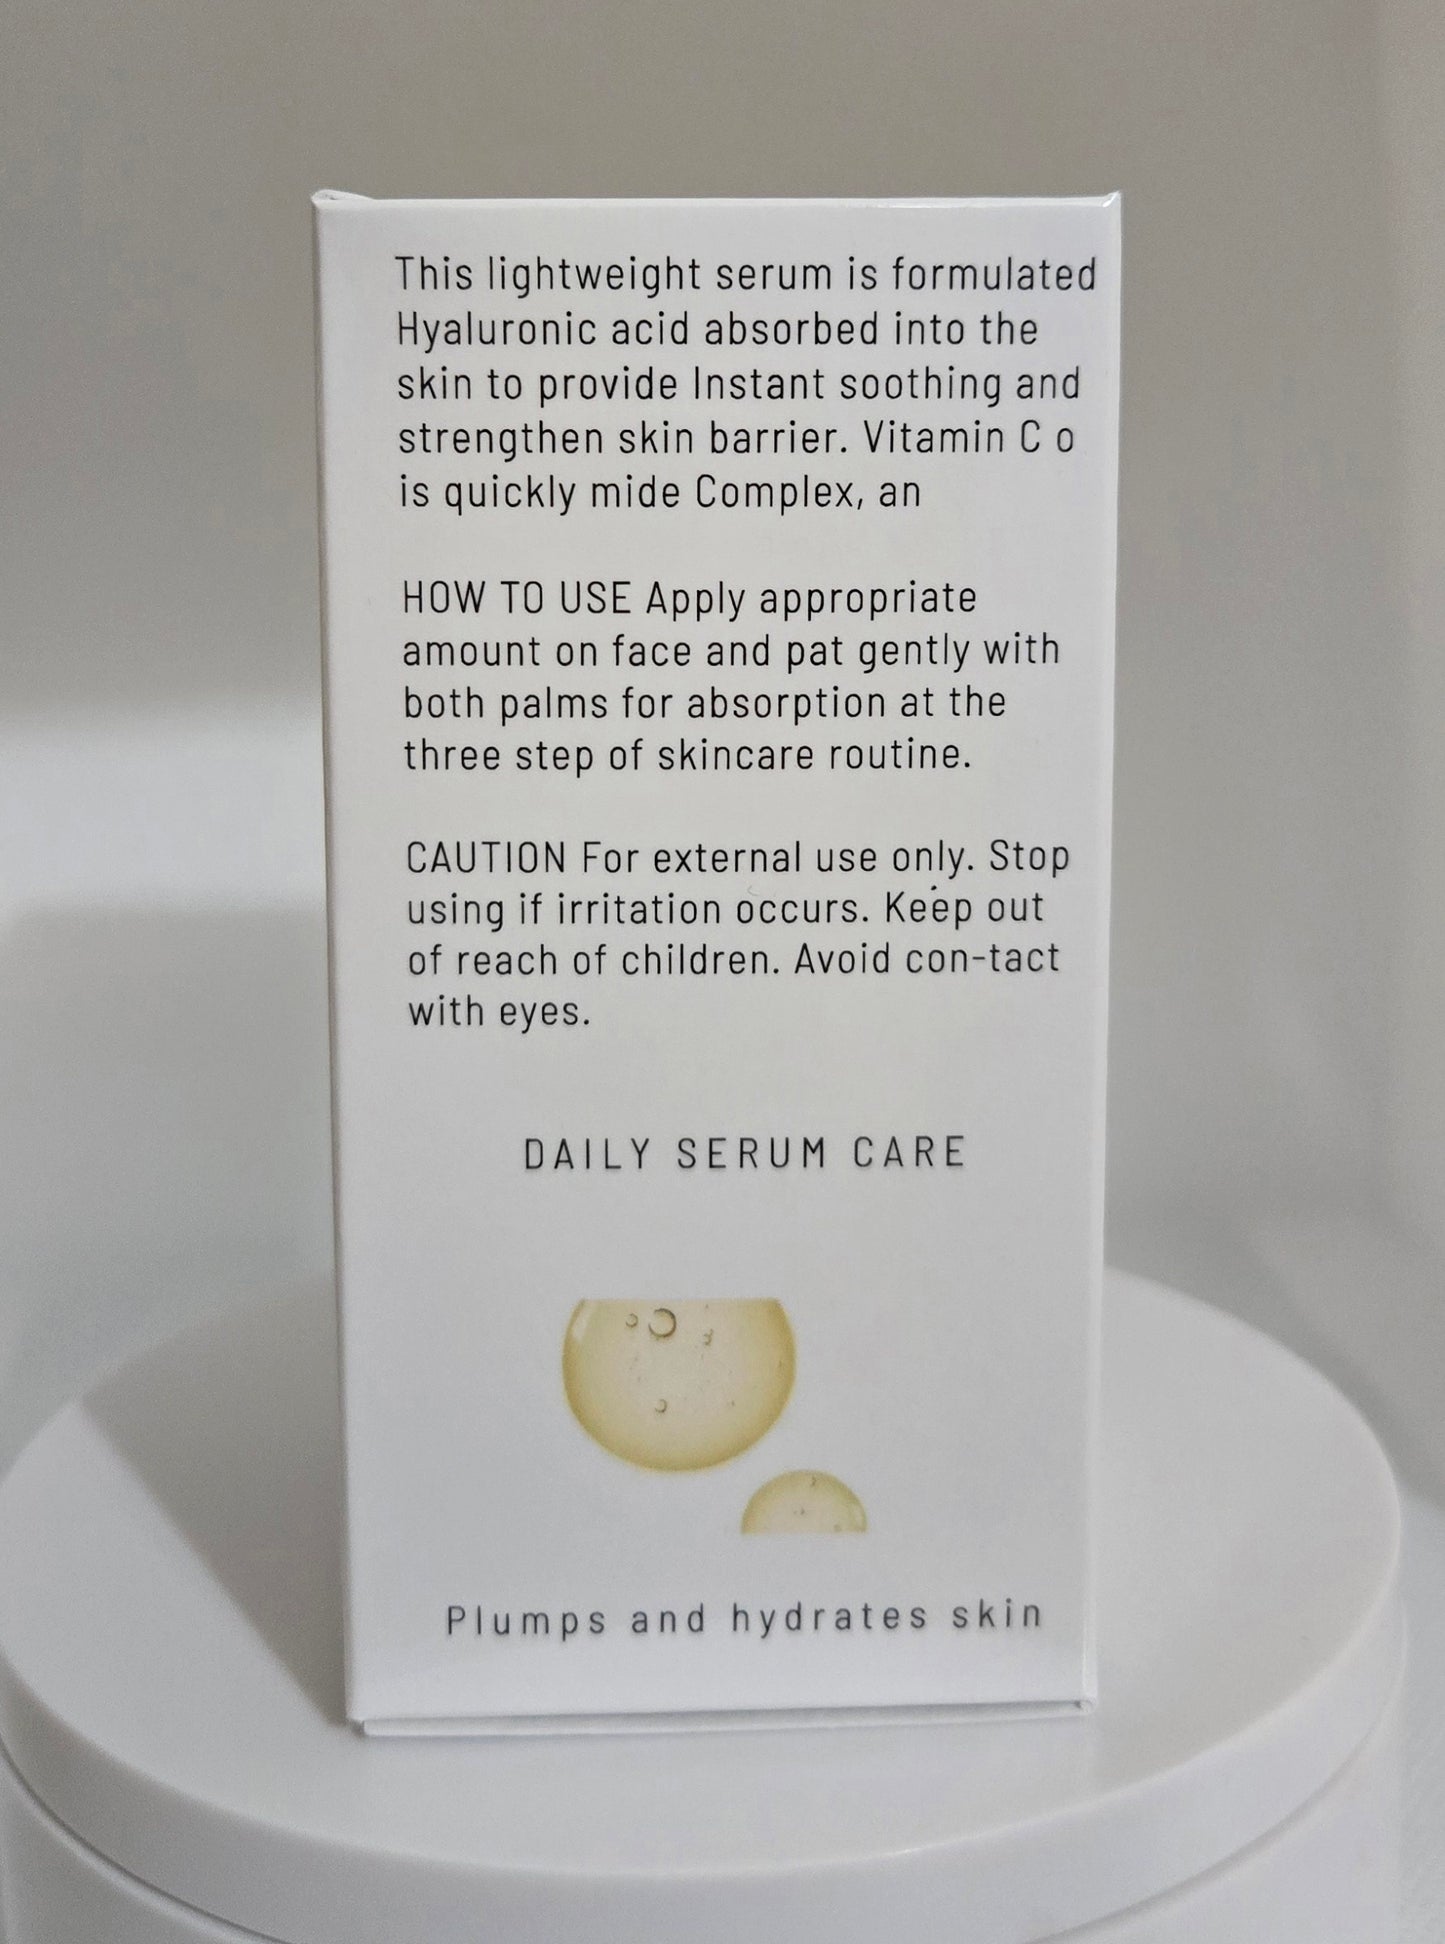 This lightweight serum is formulated
Hyaluronic acid absorbed into the
skin to provide Instant soothing and
strengthen skin barrier. Vitamin C o
is quickly mide Complex, an
HOW TO USE Apply appropriate
amount on face and pat gently with
both palms for absorption at the
three step of skincare routine.
CAUTION For external use only. Stop
using if irritation occurs. Keep out
of reach of children. Avoid con-tact
with eyes.
DAILY SERUM CARE
Plumps and hydrates skin